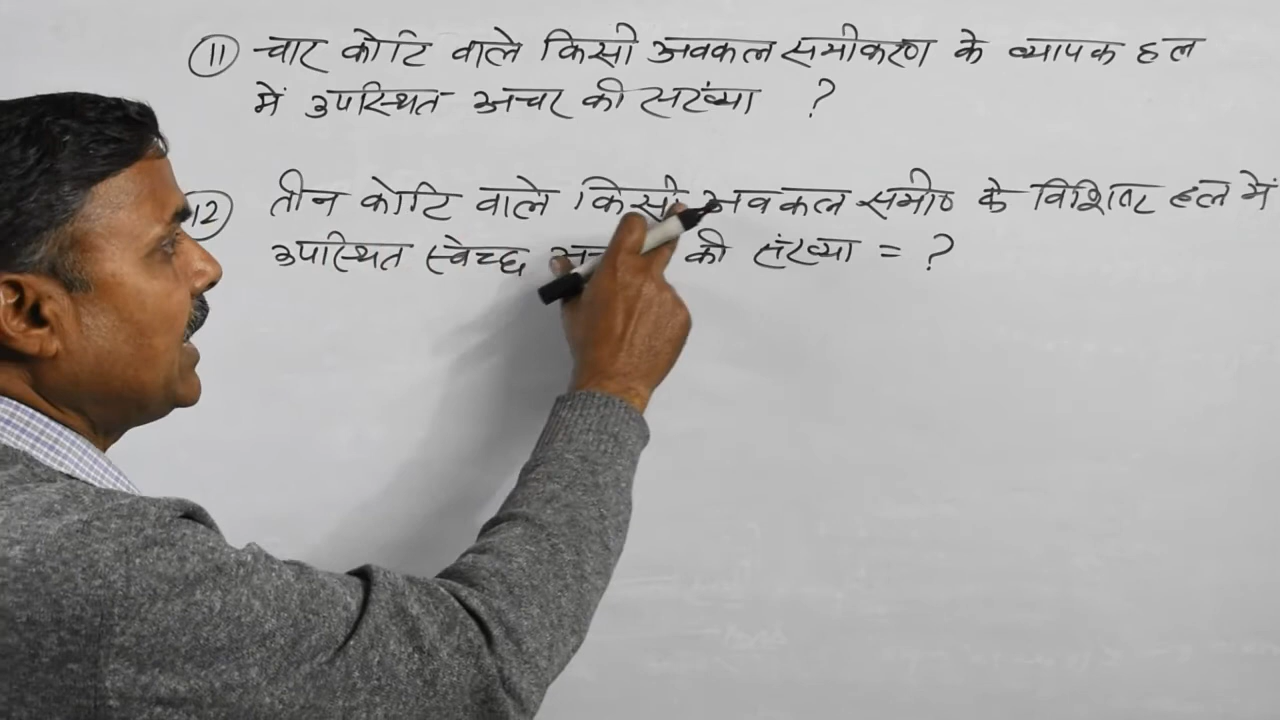 11 चार कोटि वाले किसी अवकल समीकरण के व्यापक हल
में उपस्थित अचर की संख्या ?
12 तीन कोटि वाले किसी अवकल समी० के विशिष्ट हल में
उपस्थित स्वेच्छ की संख्या = ?